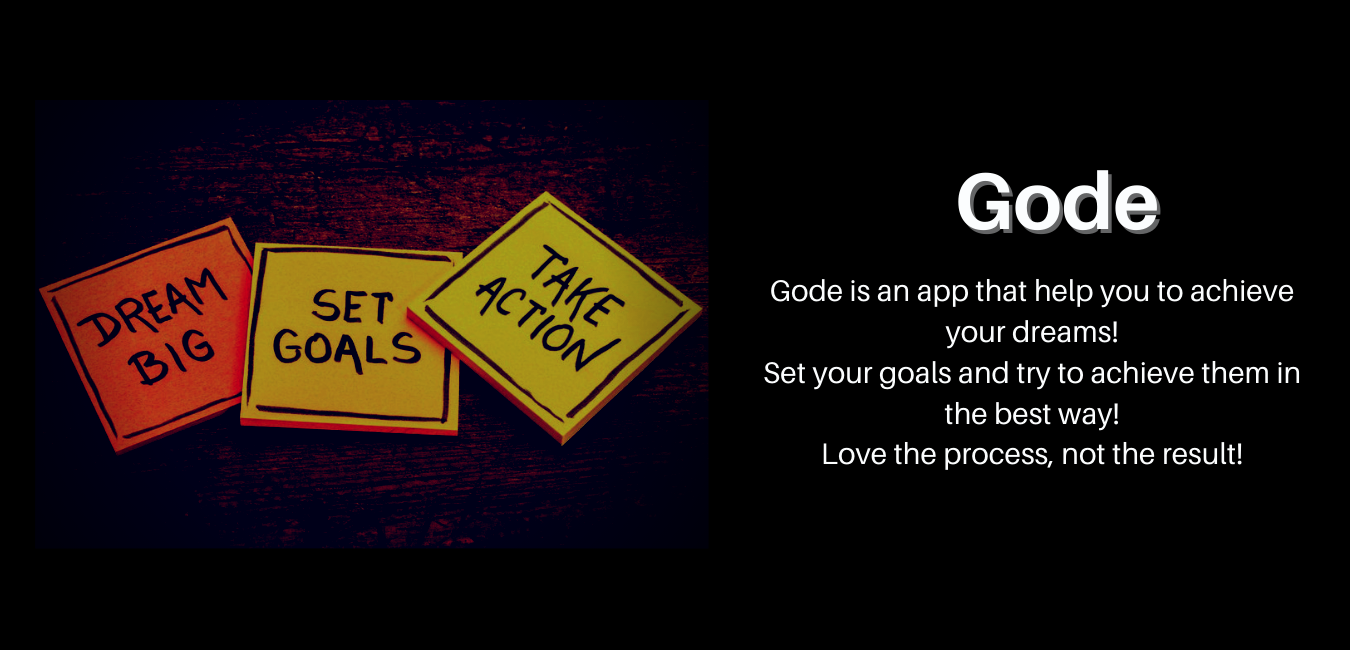 DREAM
BIG
SET
GOALS
TAKE
ACTION
Gode
Gode is an app that help you to achieve
your dreams!
Set your goals and try to achieve them in
the best way!
Love the process, not the result!